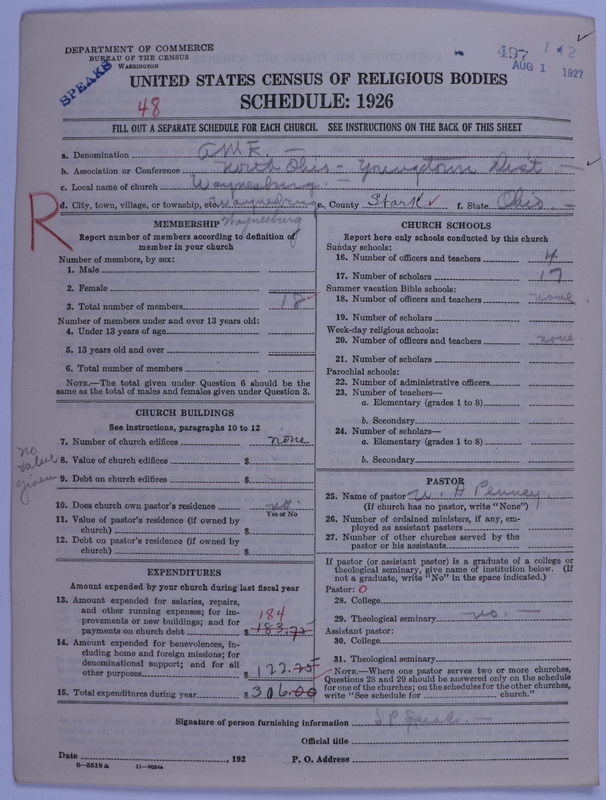 DEPARTMENT OF COMMERCE
BUREAU OF THE CENSUS
WASHINGTON
SPEAKS
497 1 2
AUG 1 1927
UNITED STATES CENSUS OF RELIGIOUS BODIES
48
SCHEDULE: 1926
FILL OUT A SEPARATE SCHEDULE FOR EACH CHURCH. SEE INSTRUCTIONS ON THE BACK OF THIS SHEET
a. Denomination A.M.E. —
b. Association or Conference North Ohio - Youngstown Dist —
c. Local name of church Waynesburg —
d. City, town, village, or township, etc. Waynesburg e. County Stark ✓ f. State Ohio —
R
MEMBERSHIP Waynesburg
Report number of members according to definition of
member in your church
Number of members, by sex:
1. Male
2. Female
3. Total number of members 18
Number of members under and over 13 years old:
4. Under 13 years of age
5. 13 years old and over
6. Total number of members
NOTE.—The total given under Question 6 should be the
same as the total of males and females given under Question 3.
CHURCH BUILDINGS
See instructions, paragraphs 10 to 12
7. Number of church edifices none
no value given
8. Value of church edifices $
9. Debt on church edifices $
10. Does church own pastor's residence no
Yes or No
11. Value of pastor's residence (if owned by
church) $
12. Debt on pastor's residence (if owned by
church) $
EXPENDITURES
Amount expended by your church during last fiscal year
13. Amount expended for salaries, repairs,
and other running expenses; for im-
provements or new buildings; and for
payments on church debt $ 183.75
184
14. Amount expended for benevolences, in-
cluding home and foreign missions; for
denominational support; and for all
other purposes $ 122.25
15. Total expenditures during year $ 306.00
CHURCH SCHOOLS
Report here only schools conducted by this church
Sunday schools:
16. Number of officers and teachers 4
17. Number of scholars 17
Summer vacation Bible schools:
18. Number of officers and teachers none
19. Number of scholars
Week-day religious schools:
20. Number of officers and teachers none
21. Number of scholars
Parochial schools:
22. Number of administrative officers
23. Number of teachers—
a. Elementary (grades 1 to 8)
b. Secondary
24. Number of scholars—
a. Elementary (grades 1 to 8)
b. Secondary
PASTOR
25. Name of pastor W. H Penney
(If church has no pastor, write "None")
26. Number of ordained ministers, if any, em-
ployed as assistant pastors
27. Number of other churches served by the
pastor or his assistants
If pastor (or assistant pastor) is a graduate of a college or
theological seminary, give name of institution below. (If
not a graduate, write "No" in the space indicated.)
Pastor: 0
28. College
29. Theological seminary no. —
Assistant pastor:
30. College
31. Theological seminary
NOTE.—Where one pastor serves two or more churches,
Questions 28 and 29 should be answered only on the schedule
for one of the churches; on the schedules for the other churches,
write "See schedule for church."
Signature of person furnishing information S P
Official title
Date , 192 P. O. Address
8—5518 a 11—9034a